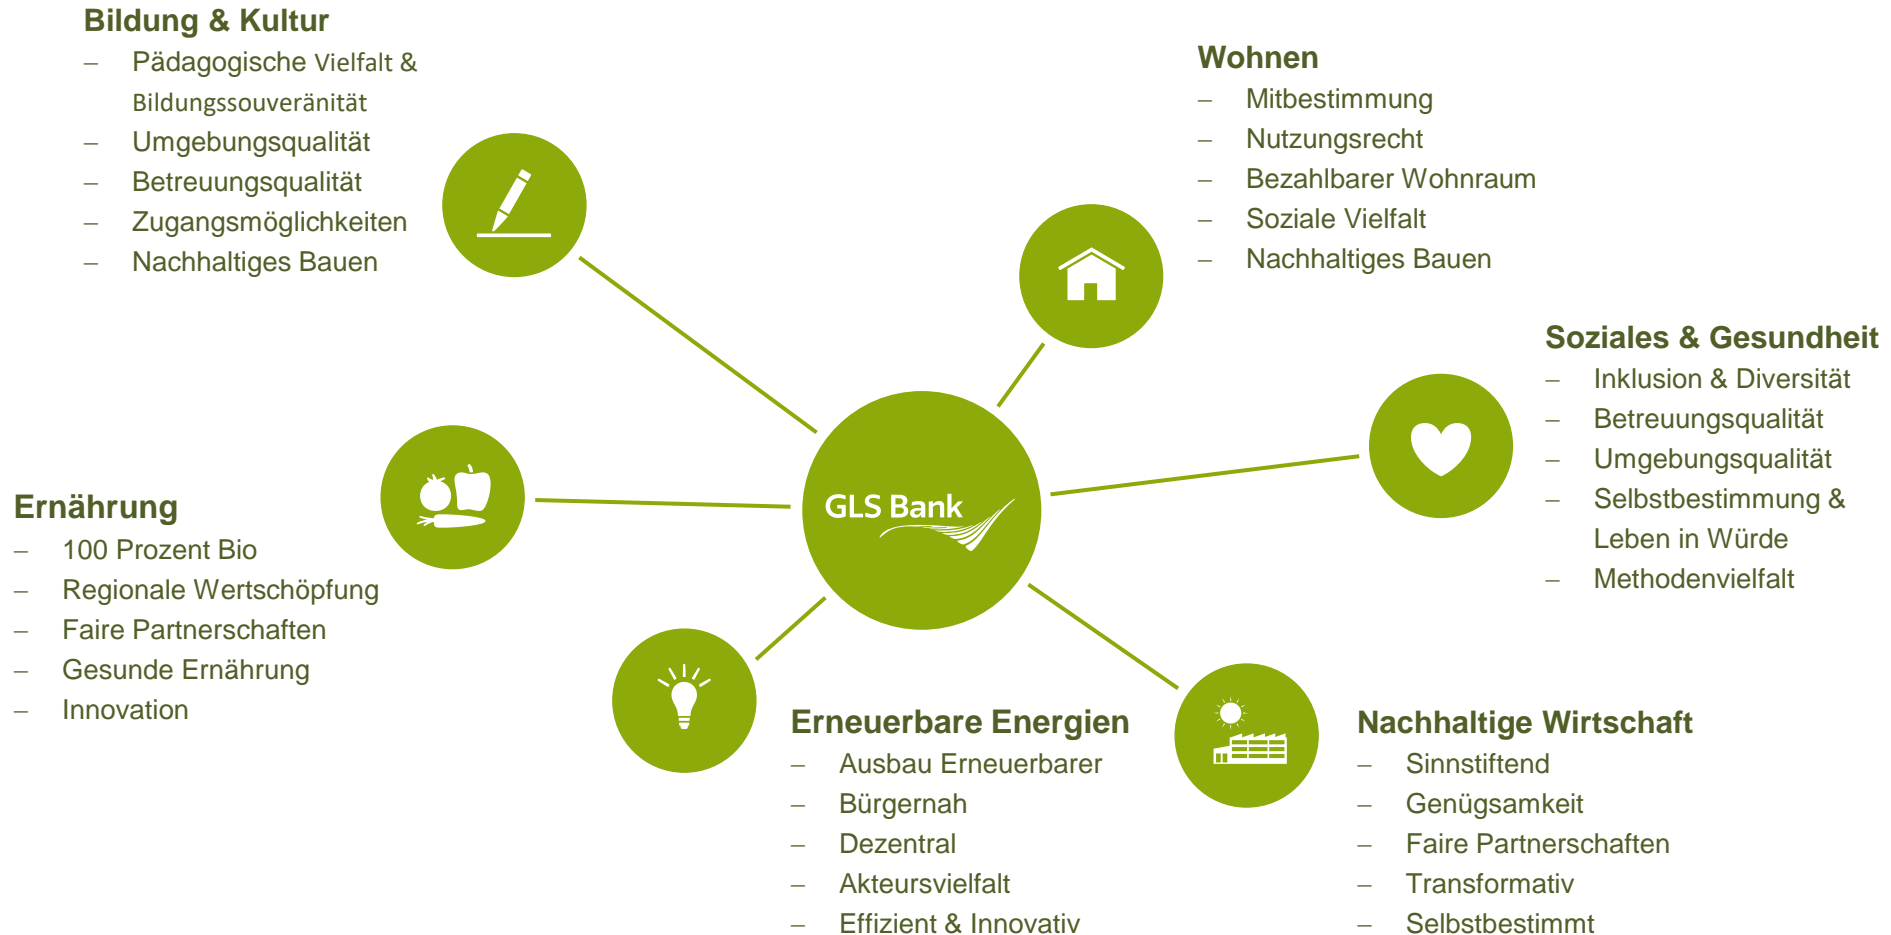 Bildung & Kultur
– Pädagogische Vielfalt &
Bildungssouveränität
– Umgebungsqualität
– Betreuungsqualität
– Zugangsmöglichkeiten
– Nachhaltiges Bauen
Wohnen
– Mitbestimmung
– Nutzungsrecht
– Bezahlbarer Wohnraum
– Soziale Vielfalt
– Nachhaltiges Bauen
Soziales & Gesundheit
– Inklusion & Diversität
– Betreuungsqualität
– Umgebungsqualität
– Selbstbestimmung &
Leben in Würde
– Methodenvielfalt
GLS Bank
Ernährung
– 100 Prozent Bio
– Regionale Wertschöpfung
– Faire Partnerschaften
– Gesunde Ernährung
– Innovation
Erneuerbare Energien
– Ausbau Erneuerbarer
– Bürgernah
– Dezentral
– Akteursvielfalt
– Effizient & Innovativ
Nachhaltige Wirtschaft
– Sinnstiftend
– Genügsamkeit
– Faire Partnerschaften
– Transformativ
– Selbstbestimmt